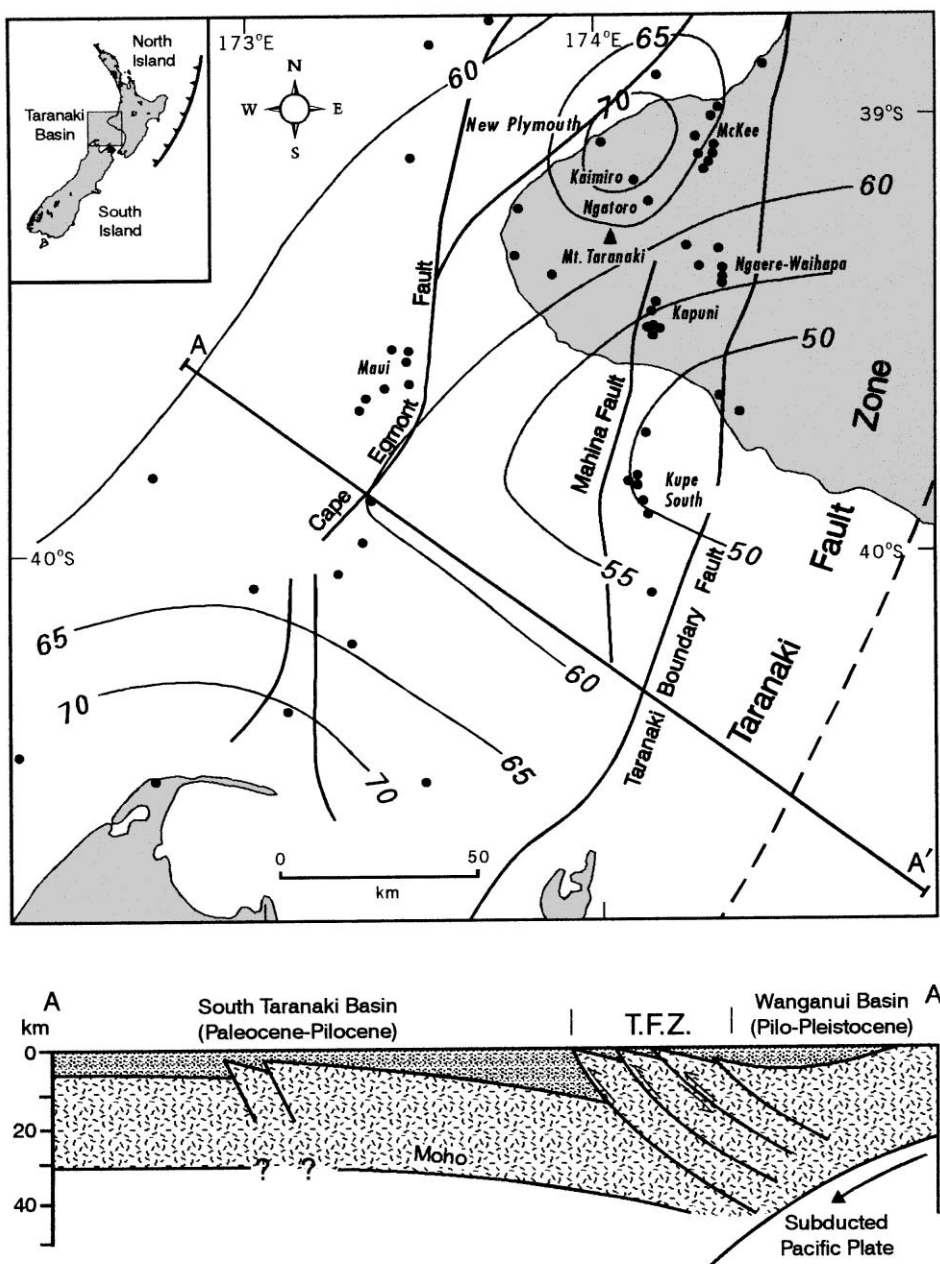 North
Island
Taranaki
Basin
South
Island
173°E
174°E
N
W
E
S
60
65
70
39°S
New Plymouth
McKee
Kaimiro
Ngatoro
60
Mt. Taranaki
Ngaere-Waihapa
Kapuni
50
A
Maui
Cape Egmont Fault
Mahina Fault
Kupe
South
Zone
40°S
50
40°S
55
Fault
65
60
Taranaki Boundary Fault
Taranaki
70
65
70
0
50
km
A′
A
South Taranaki Basin
(Paleocene-Pilocene)
T.F.Z.
Wanganui Basin
(Pilo-Pleistocene)
A
km
0
20
40
Moho
? ?
Subducted
Pacific Plate